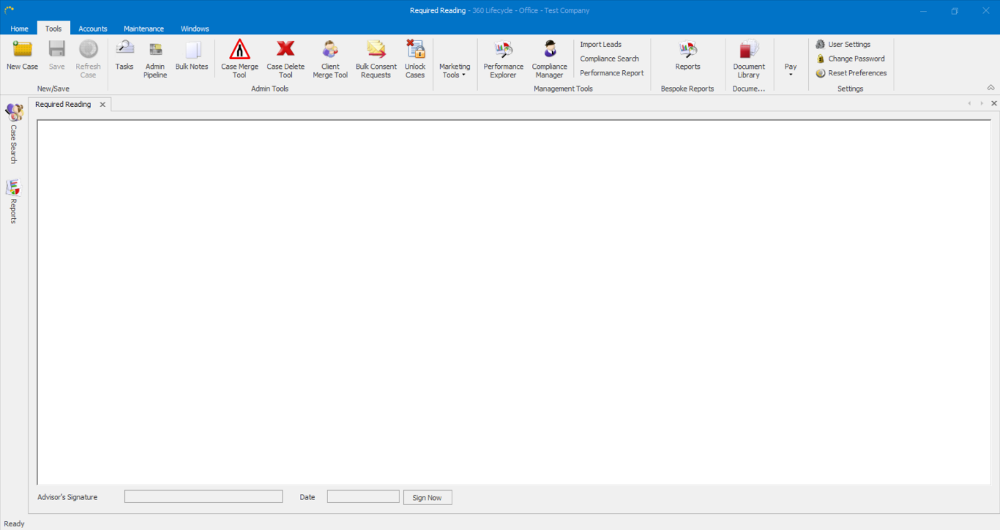 Required Reading - 360 Lifecycle - Office - Test Company
Home Tools Accounts Maintenance Windows
New Case
Save
Refresh
Case
New/Save
Tasks
Admin
Pipeline
Bulk Notes
Case Merge
Tool
Case Delete
Tool
Client
Merge Tool
Bulk Consent
Requests
Unlock
Cases
Admin Tools
Marketing
Tools
Performance
Explorer
Compliance
Manager
Import Leads
Compliance Search
Performance Report
Management Tools
Reports
Bespoke Reports
Document
Library
Docume...
Pay
User Settings
Change Password
Reset Preferences
Settings
Case Search
Reports
Required Reading
Advisor's Signature
Date
Sign Now
Ready